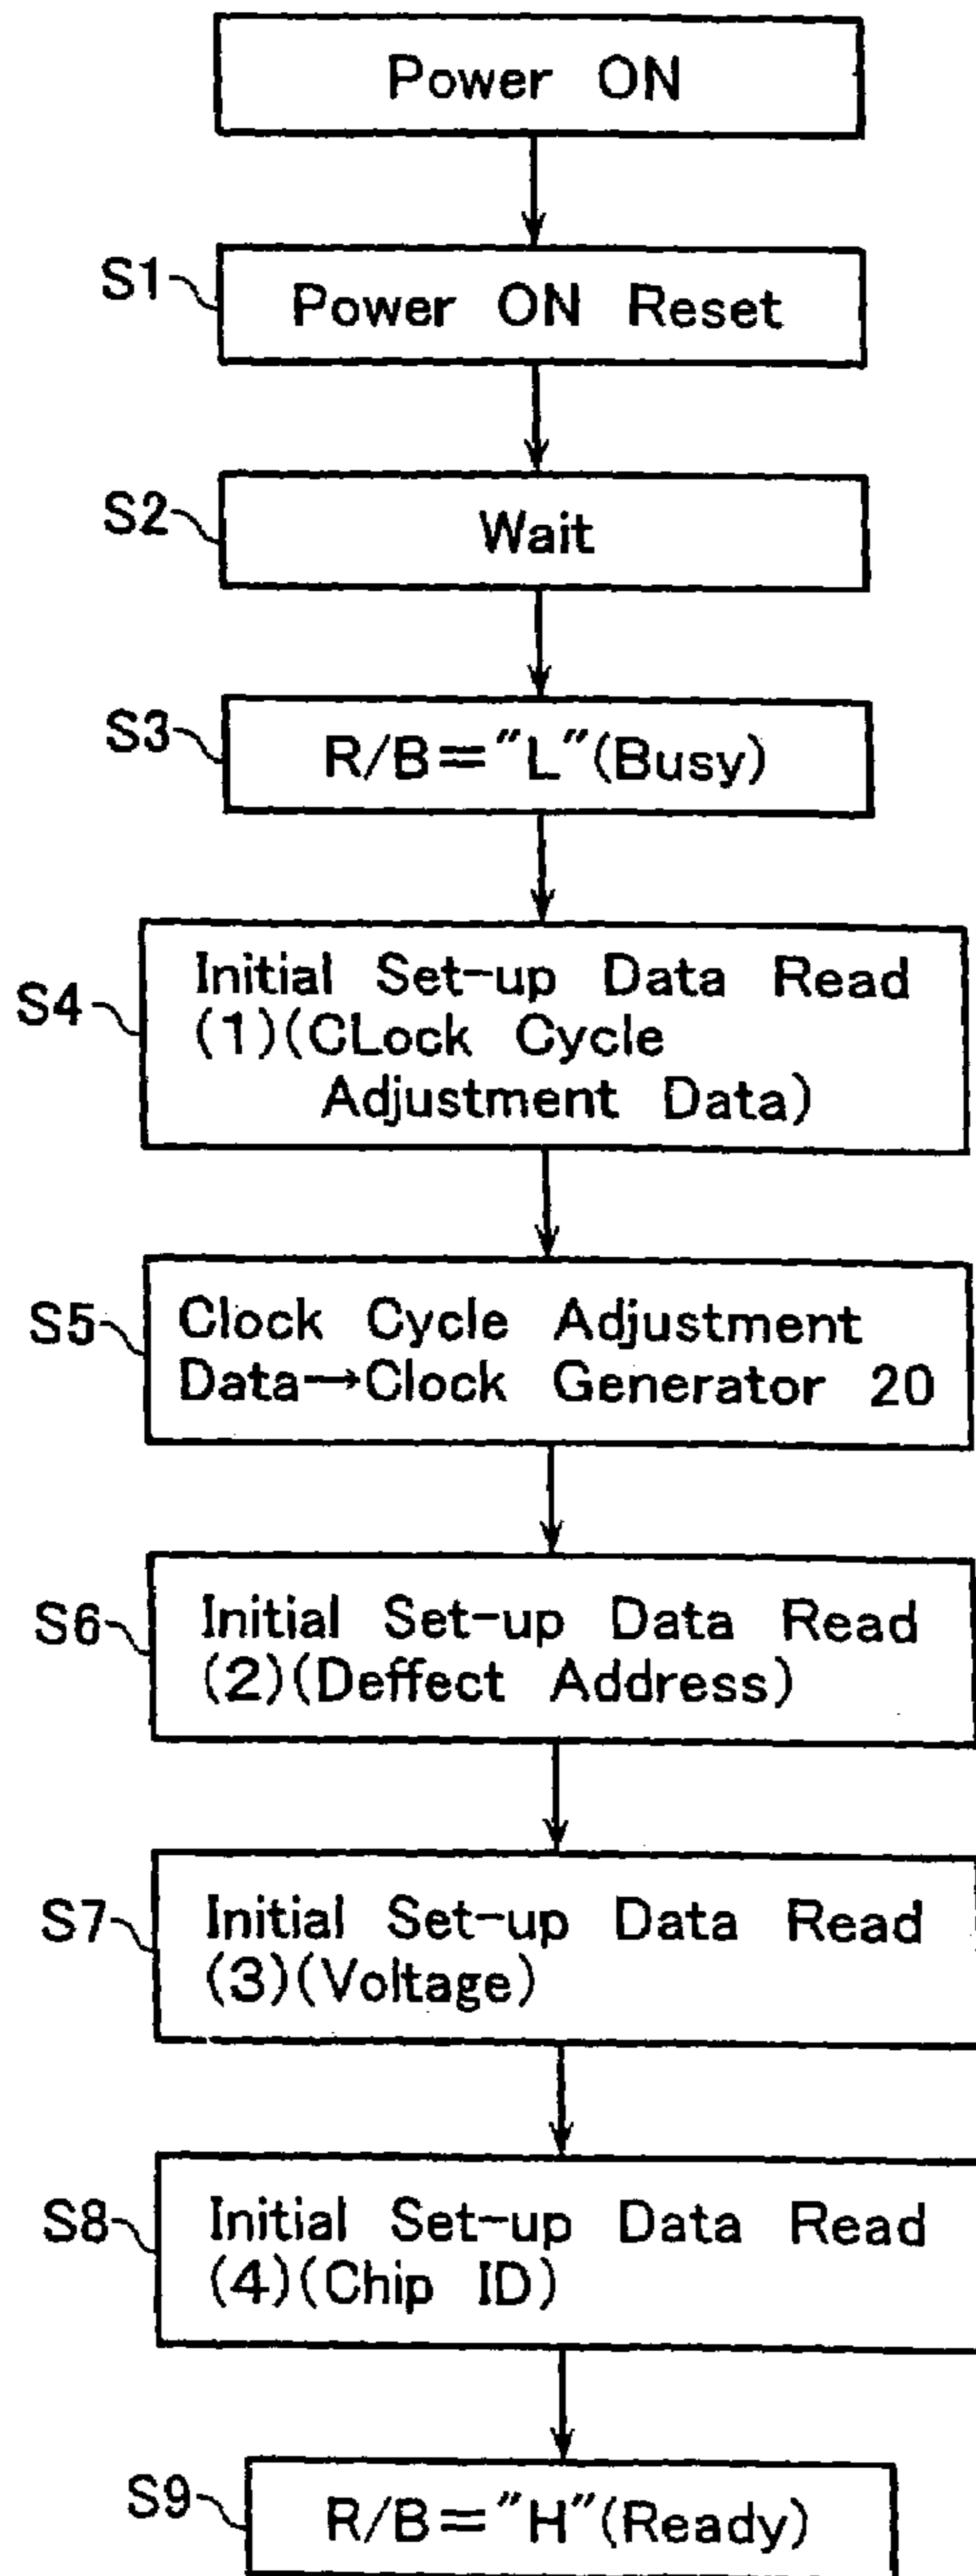 Power ON
S1
Power ON Reset
S2
Wait
S3
R/B="L"(Busy)
S4
Initial Set-up Data Read
(1)(CLock Cycle
Adjustment Data)
S5
Clock Cycle Adjustment
Data→Clock Generator 20
S6
Initial Set-up Data Read
(2)(Deffect Address)
S7
Initial Set-up Data Read
(3)(Voltage)
S8
Initial Set-up Data Read
(4)(Chip ID)
S9
R/B="H"(Ready)